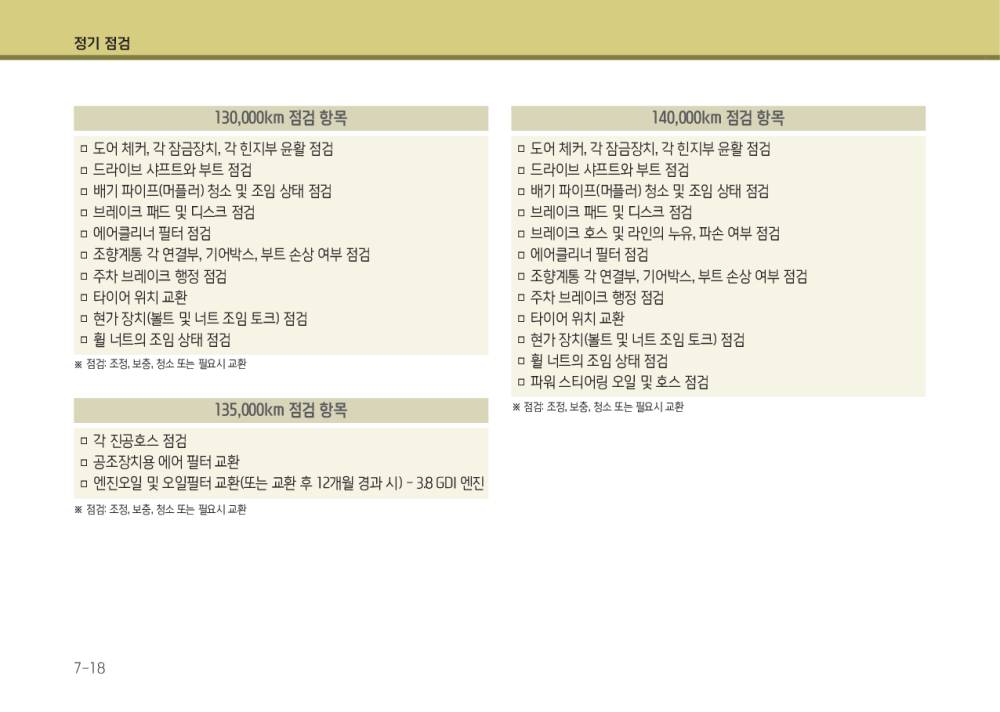 정기 점검
130,000km 점검 항목
□ 도어 체커, 각 잠금장치, 각 힌지부 윤활 점검
□ 드라이브 샤프트와 부트 점검
□ 배기 파이프(머플러) 청소 및 조임 상태 점검
□ 브레이크 패드 및 디스크 점검
□ 에어클리너 필터 점검
□ 조향계통 각 연결부, 기어박스, 부트 손상 여부 점검
□ 주차 브레이크 행정 점검
□ 타이어 위치 교환
□ 현가 장치(볼트 및 너트 조임 토크) 점검
□ 휠 너트의 조임 상태 점검
※ 점검: 조정, 보충, 청소 또는 필요시 교환
135,000km 점검 항목
□ 각 진공호스 점검
□ 공조장치용 에어 필터 교환
□ 엔진오일 및 오일필터 교환(또는 교환 후 12개월 경과 시) - 3.8 GDI 엔진
※ 점검: 조정, 보충, 청소 또는 필요시 교환
140,000km 점검 항목
□ 도어 체커, 각 잠금장치, 각 힌지부 윤활 점검
□ 드라이브 샤프트와 부트 점검
□ 배기 파이프(머플러) 청소 및 조임 상태 점검
□ 브레이크 패드 및 디스크 점검
□ 브레이크 호스 및 라인의 누유, 파손 여부 점검
□ 에어클리너 필터 점검
□ 조향계통 각 연결부, 기어박스, 부트 손상 여부 점검
□ 주차 브레이크 행정 점검
□ 타이어 위치 교환
□ 현가 장치(볼트 및 너트 조임 토크) 점검
□ 휠 너트의 조임 상태 점검
□ 파워 스티어링 오일 및 호스 점검
※ 점검: 조정, 보충, 청소 또는 필요시 교환
7-18